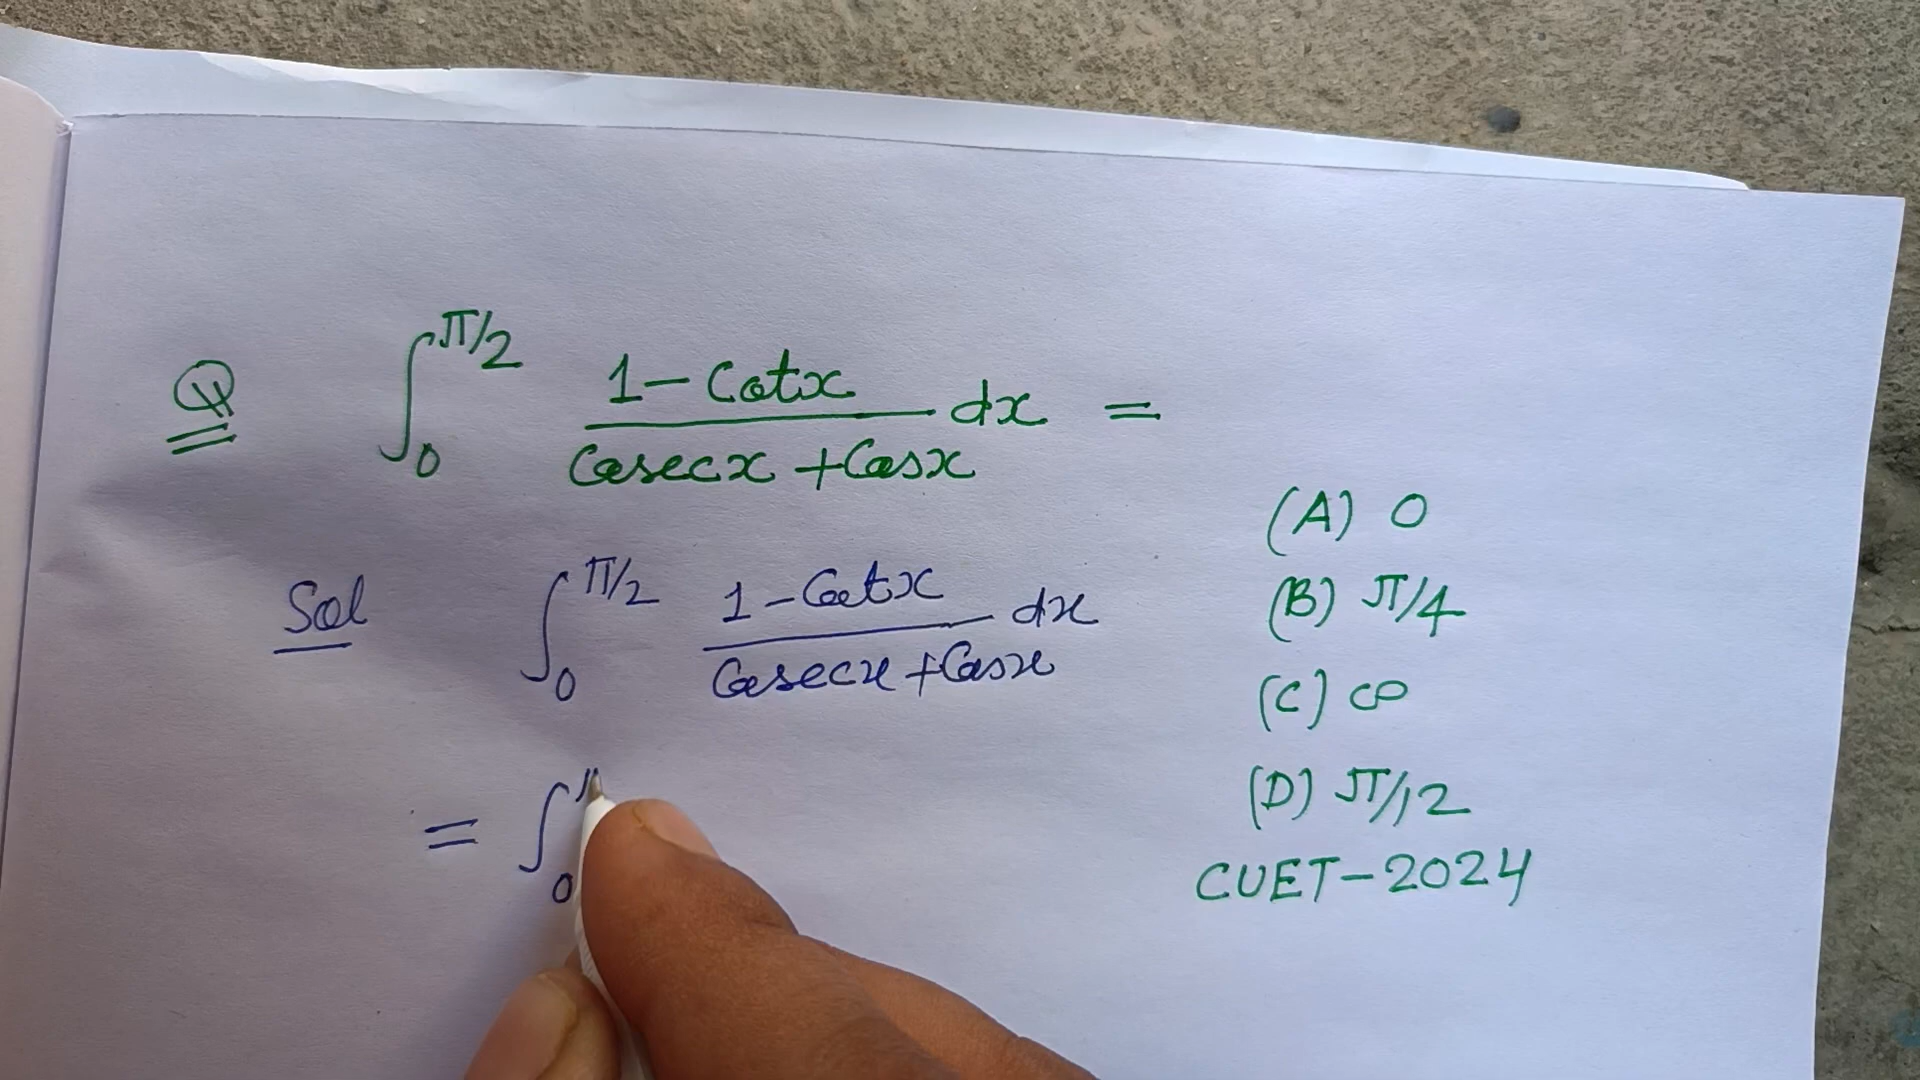 Q ∫₀^π/2 (1-Cotx)/(Cosecx+Cosx) dx =
(A) 0
Sol ∫₀^π/2 (1-Cotx)/(Cosecx+Cosx) dx
(B) π/4
(C) ∞
= ∫₀
(D) π/12
CUET-2024